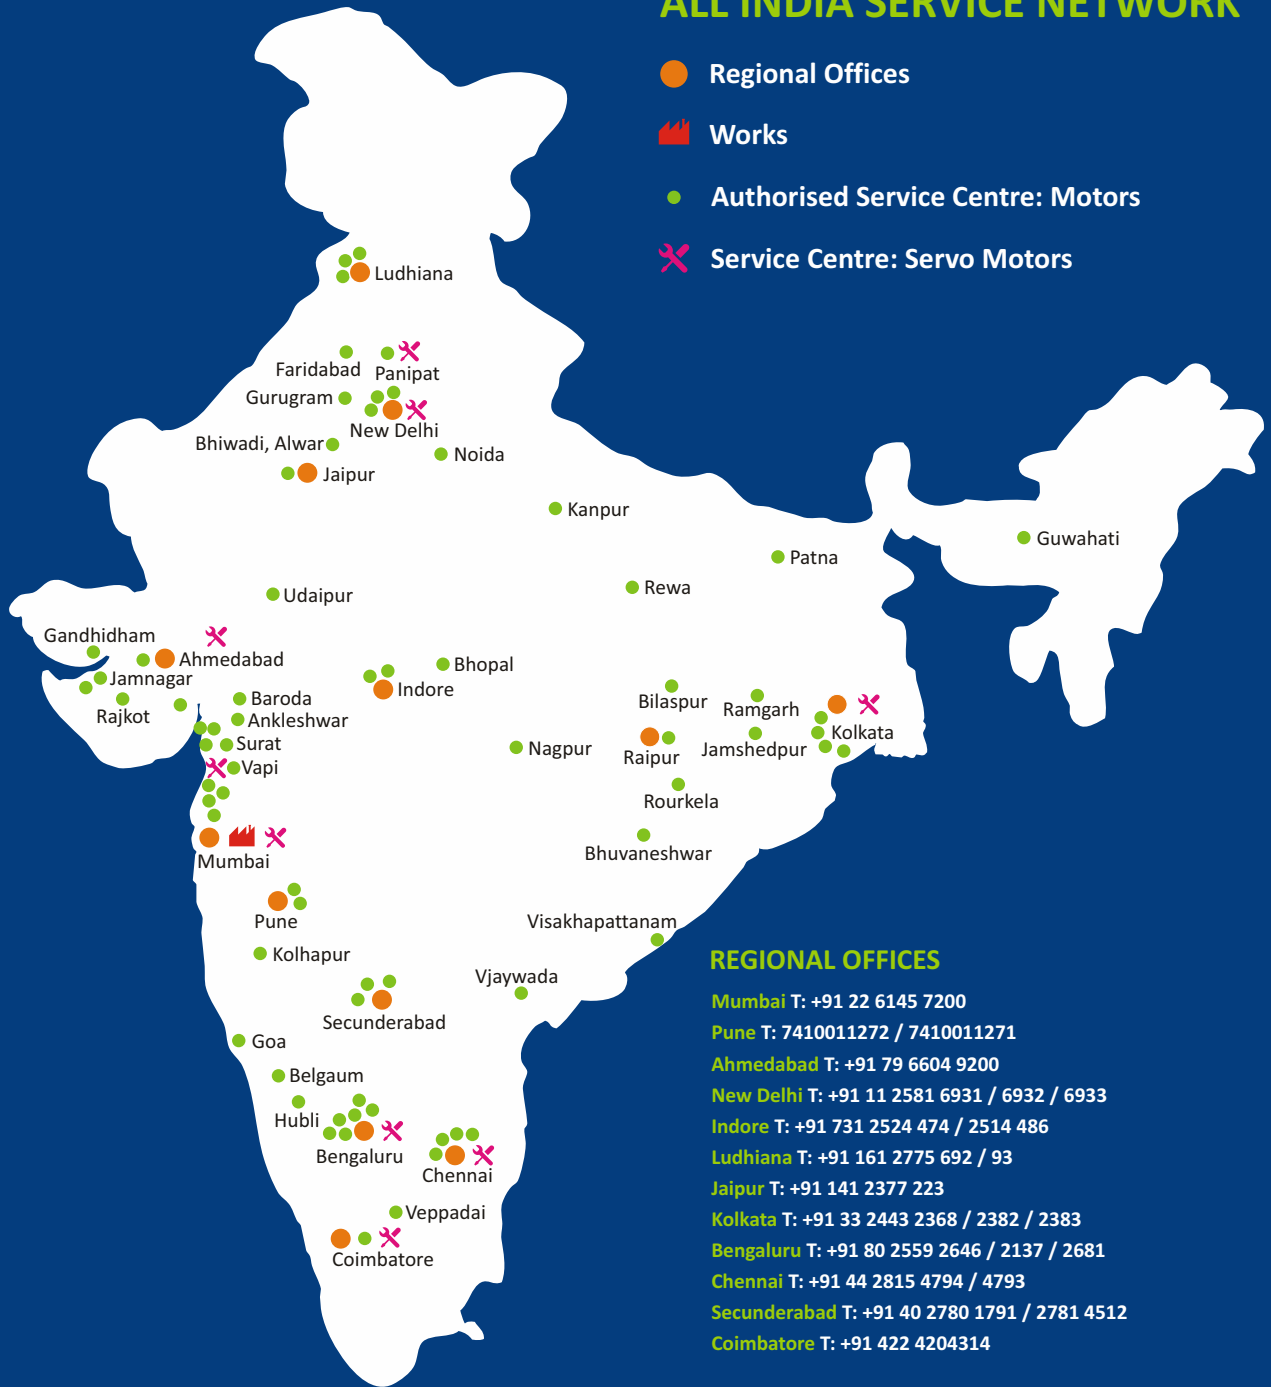 ALL INDIA SERVICE NETWORK
Regional Offices
Works
Authorised Service Centre: Motors
Service Centre: Servo Motors
Ludhiana
Faridabad
Panipat
Gurugram
New Delhi
Bhiwadi, Alwar
Noida
Jaipur
Kanpur
Guwahati
Patna
Rewa
Udaipur
Gandhidham
Ahmedabad
Bhopal
Jamnagar
Indore
Baroda
Bilaspur
Ramgarh
Rajkot
Ankleshwar
Kolkata
Surat
Nagpur
Jamshedpur
Raipur
Vapi
Rourkela
Bhuvaneshwar
Mumbai
Pune
Visakhapattanam
Kolhapur
Vjaywada
Secunderabad
Goa
Belgaum
Hubli
Bengaluru
Chennai
Veppadai
Coimbatore
REGIONAL OFFICES
Mumbai T: +91 22 6145 7200
Pune T: 7410011272 / 7410011271
Ahmedabad T: +91 79 6604 9200
New Delhi T: +91 11 2581 6931 / 6932 / 6933
Indore T: +91 731 2524 474 / 2514 486
Ludhiana T: +91 161 2775 692 / 93
Jaipur T: +91 141 2377 223
Kolkata T: +91 33 2443 2368 / 2382 / 2383
Bengaluru T: +91 80 2559 2646 / 2137 / 2681
Chennai T: +91 44 2815 4794 / 4793
Secunderabad T: +91 40 2780 1791 / 2781 4512
Coimbatore T: +91 422 4204314